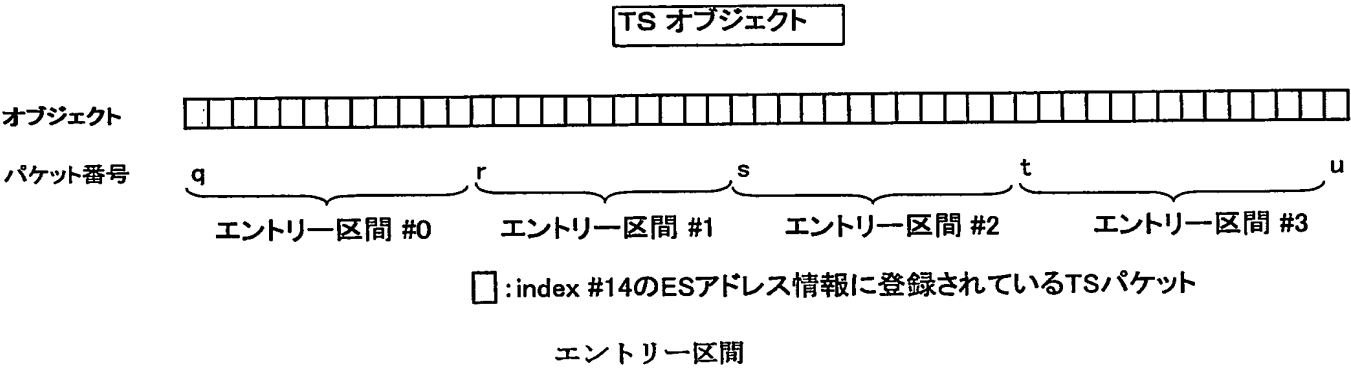 TS オブジェクト
オブジェクト
パケット番号 q r s t u
エントリー区間 #0 エントリー区間 #1 エントリー区間 #2 エントリー区間 #3
:index #14のESアドレス情報に登録されているTSパケット
エントリー区間